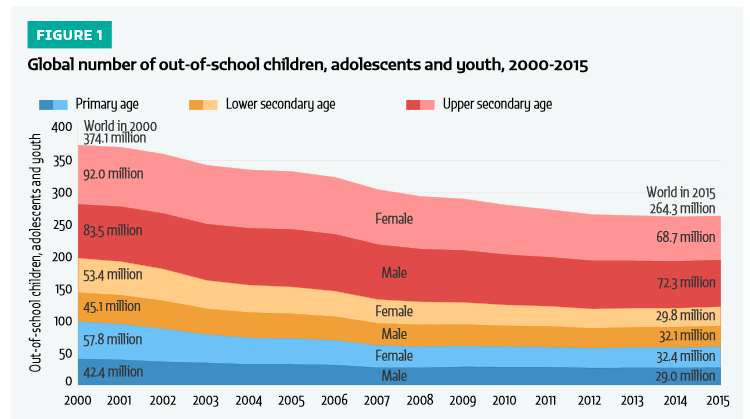 FIGURE 1
Global number of out-of-school children, adolescents and youth, 2000-2015
Primary age Lower secondary age Upper secondary age
Out-of-school children, adolescents and youth
400
350
300
250
200
150
100
50
0
World in 2000
374.1 million
92.0 million
83.5 million
53.4 million
45.1 million
57.8 million
42.4 million
Female
Male
Female
Male
Female
Male
World in 2015
264.3 million
68.7 million
72.3 million
29.8 million
32.1 million
32.4 million
29.0 million
2000 2001 2002 2003 2004 2005 2006 2007 2008 2009 2010 2011 2012 2013 2014 2015